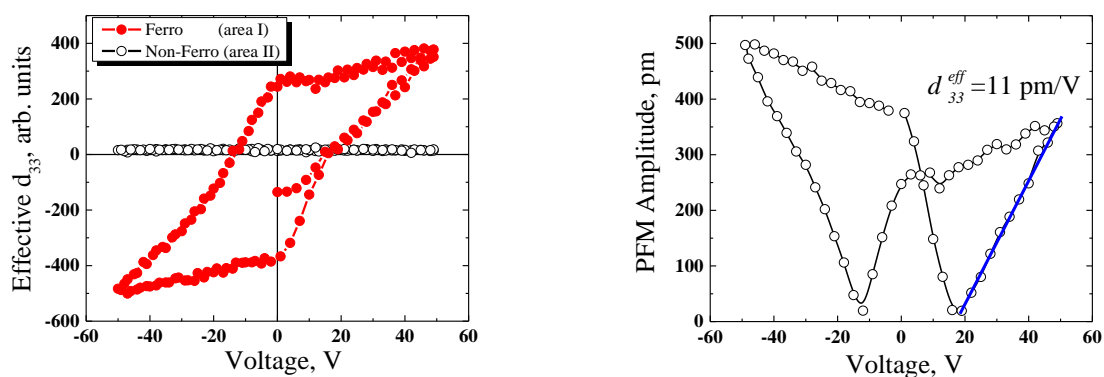 Ferro (area I)
Non-Ferro (area II)
Effective d33, arb. units
400
200
0
-200
-400
-600
-60 -40 -20 0 20 40 60
Voltage, V
d33^eff =11 pm/V
PFM Amplitude, pm
500
400
300
200
100
0
-60 -40 -20 0 20 40 60
Voltage, V